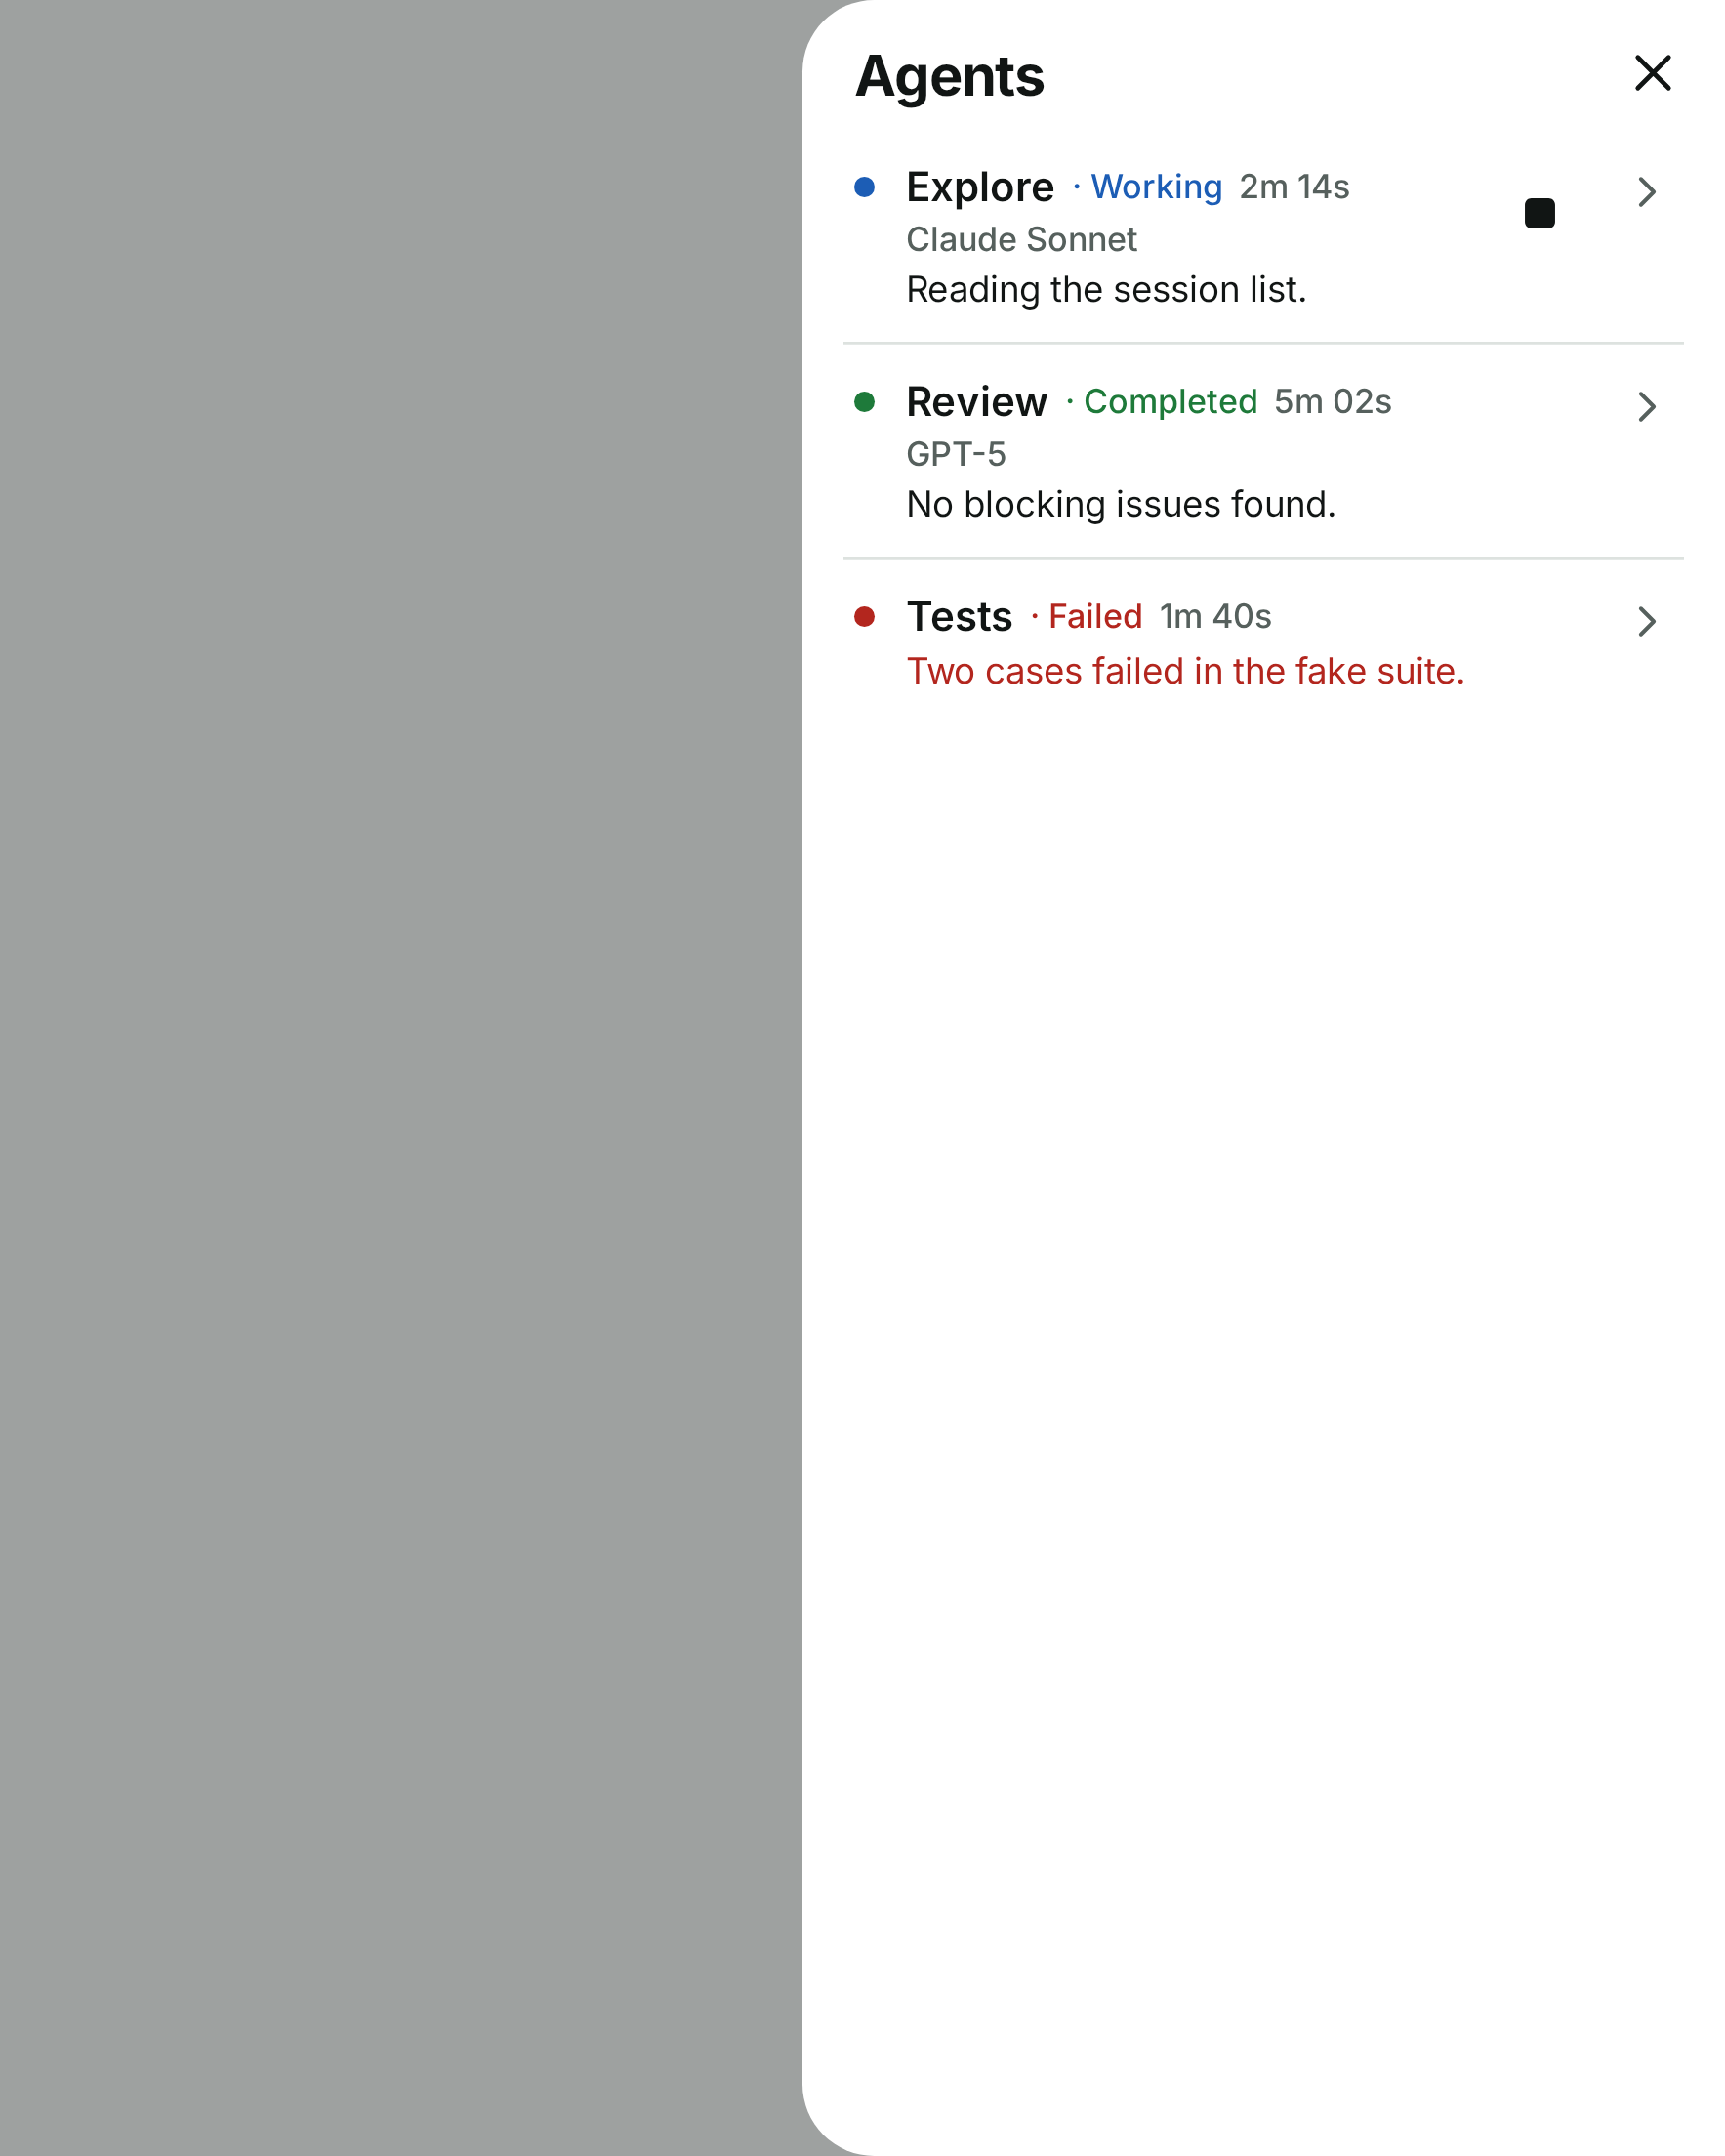 Agents
Explore · Working 2m 14s
Claude Sonnet
Reading the session list.
Review · Completed 5m 02s
GPT-5
No blocking issues found.
Tests · Failed 1m 40s
Two cases failed in the fake suite.